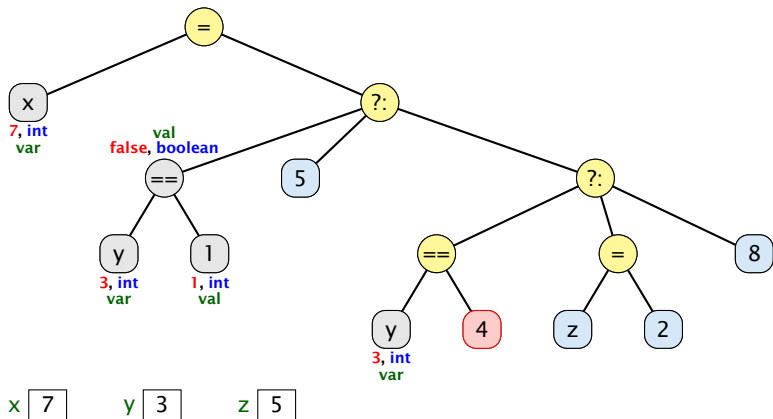 =
x
7, int
var
?:
val
false, boolean
==
5
?:
y
3, int
var
1
1, int
val
==
=
8
y
3, int
var
4
z
2
x 7 y 3 z 5